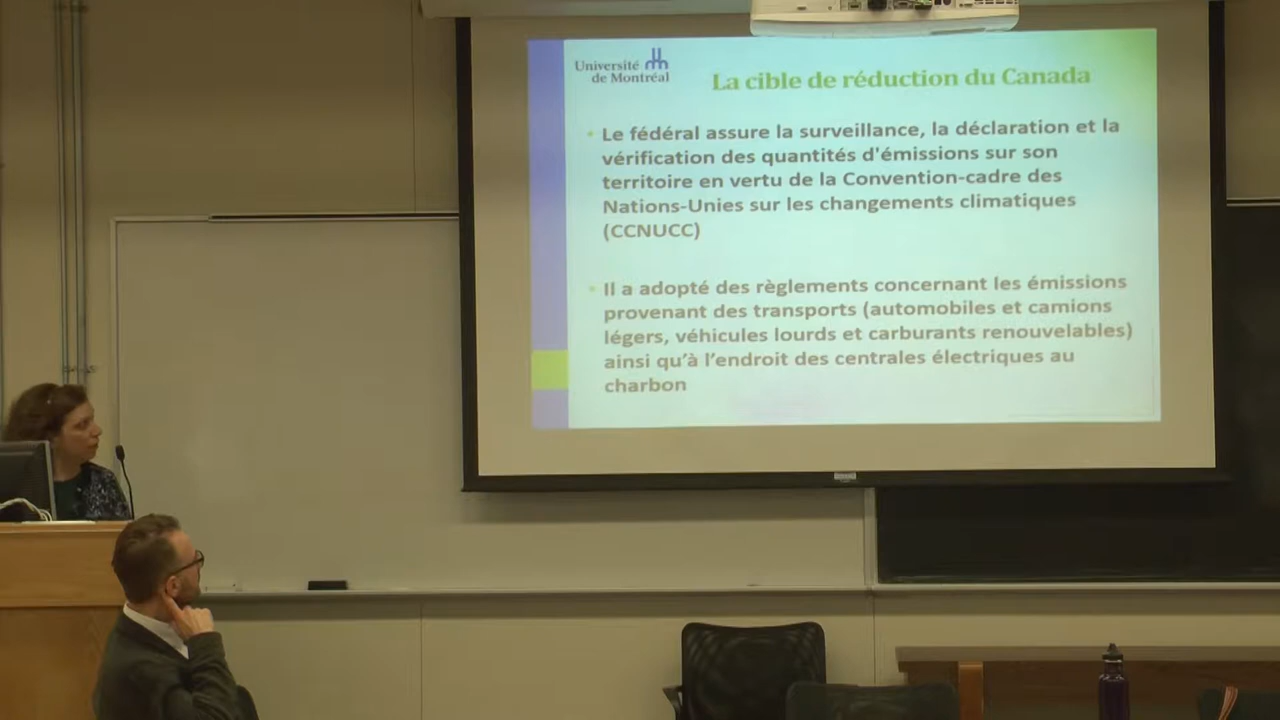 Université
de Montréal
La cible de réduction du Canada
Le fédéral assure la surveillance, la déclaration et la
vérification des quantités d'émissions sur son
territoire en vertu de la Convention-cadre des
Nations-Unies sur les changements climatiques
(CCNUCC)
Il a adopté des règlements concernant les émissions
provenant des transports (automobiles et camions
légers, véhicules lourds et carburants renouvelables)
ainsi qu’à l’endroit des centrales électriques au
charbon